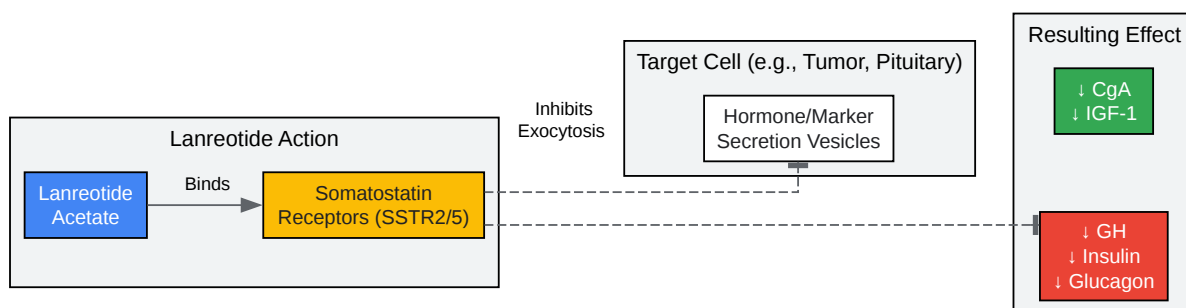 Lanreotide Action
Lanreotide
Acetate
Binds
Somatostatin
Receptors (SSTR2/5)
Inhibits
Exocytosis
Target Cell (e.g., Tumor, Pituitary)
Hormone/Marker
Secretion Vesicles
Resulting Effect
↓ CgA
↓ IGF-1
↓ GH
↓ Insulin
↓ Glucagon